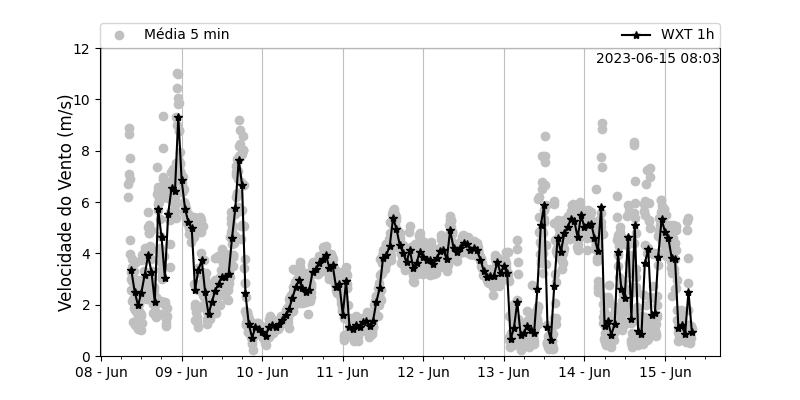 Média 5 min
WXT 1h
2023-06-15 08:03
Velocidade do Vento (m/s)
12
10
8
6
4
2
0
08 - Jun
09 - Jun
10 - Jun
11 - Jun
12 - Jun
13 - Jun
14 - Jun
15 - Jun